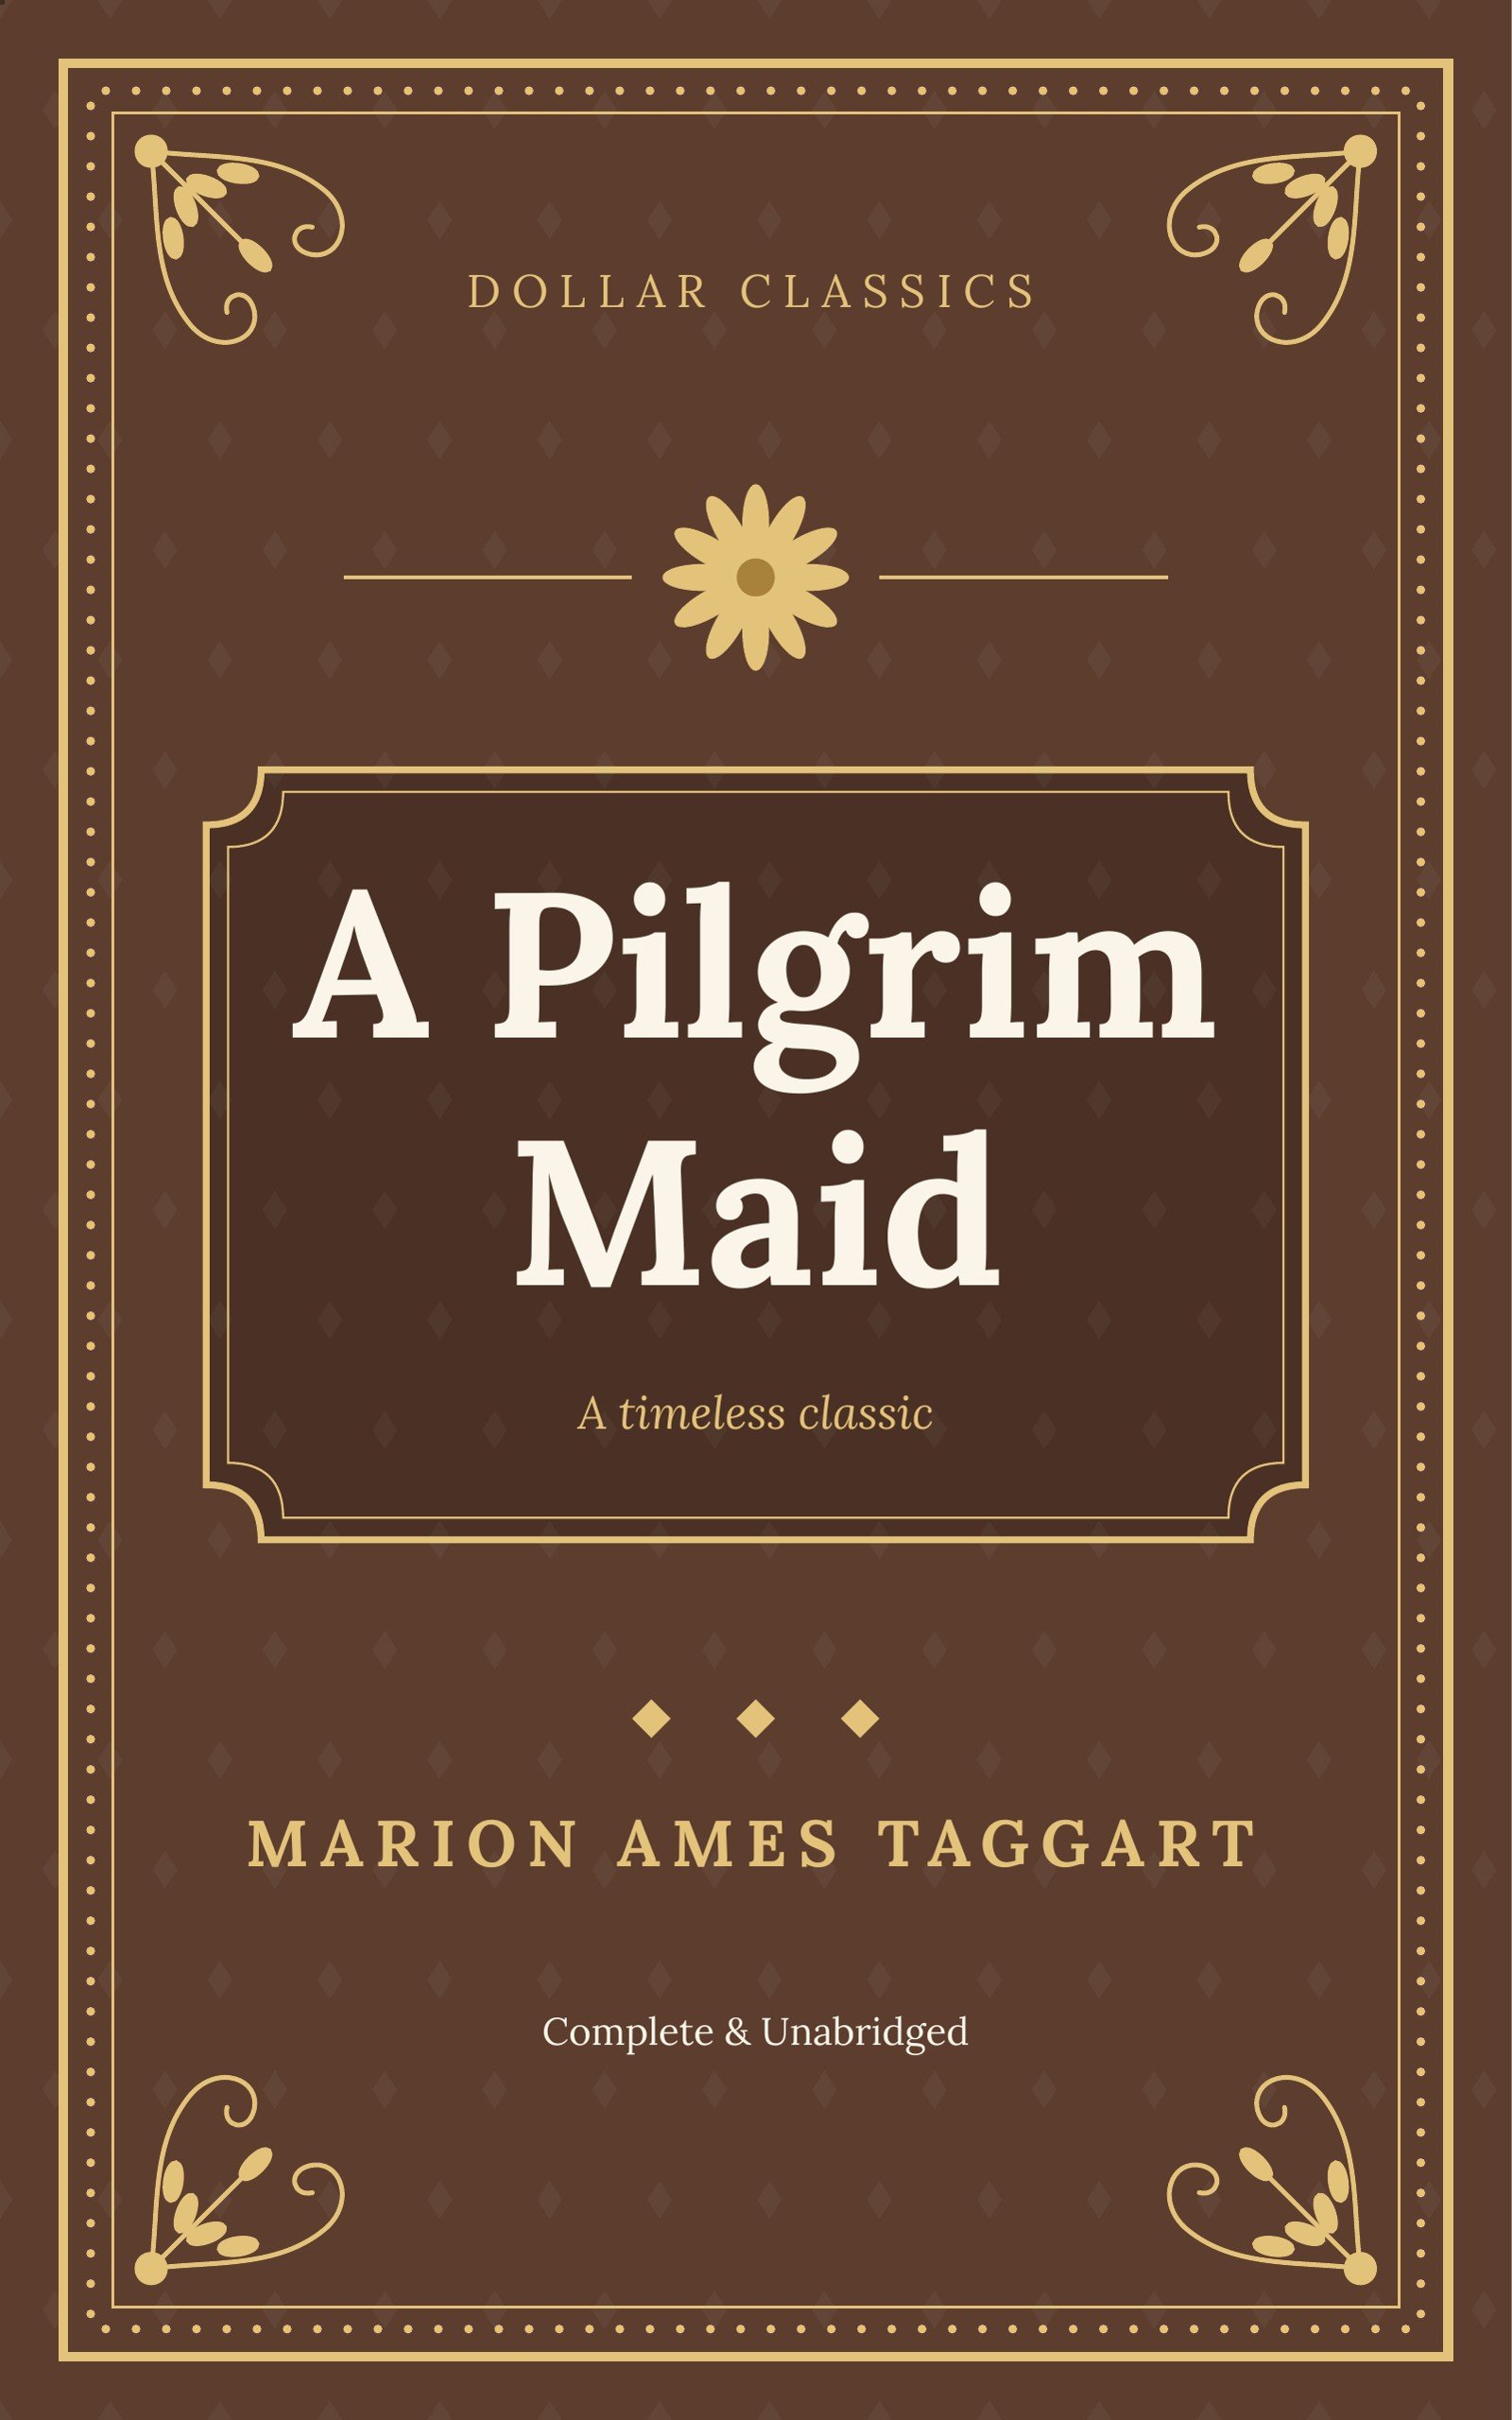 DOLLAR CLASSICS
A Pilgrim
Maid
A timeless classic
MARION AMES TAGGART
Complete & Unabridged